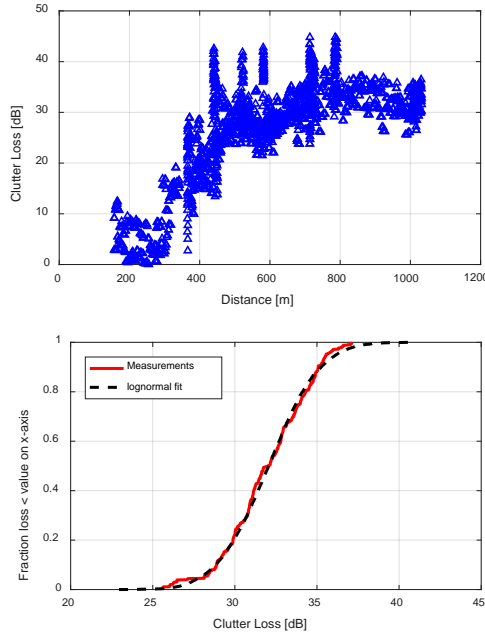 50
40
30
20
10
0
Clutter Loss [dB]
0 200 400 600 800 1000 1200
Distance [m]
1
0.8
0.6
0.4
0.2
0
Fraction loss < value on x-axis
Measurements
lognormal fit
20 25 30 35 40 45
Clutter Loss [dB]